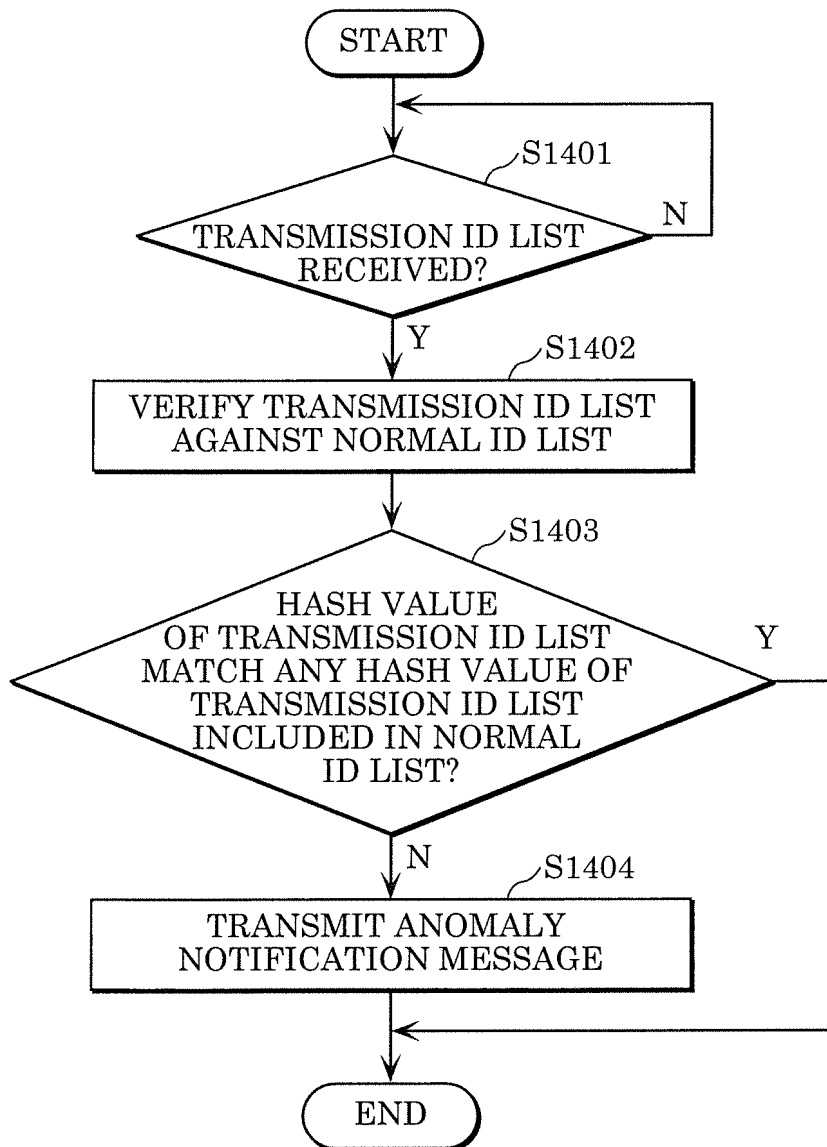 START
S1401
TRANSMISSION ID LIST
RECEIVED?
N
Y
S1402
VERIFY TRANSMISSION ID LIST
AGAINST NORMAL ID LIST
S1403
HASH VALUE
OF TRANSMISSION ID LIST
MATCH ANY HASH VALUE OF
TRANSMISSION ID LIST
INCLUDED IN NORMAL
ID LIST?
Y
N
S1404
TRANSMIT ANOMALY
NOTIFICATION MESSAGE
END